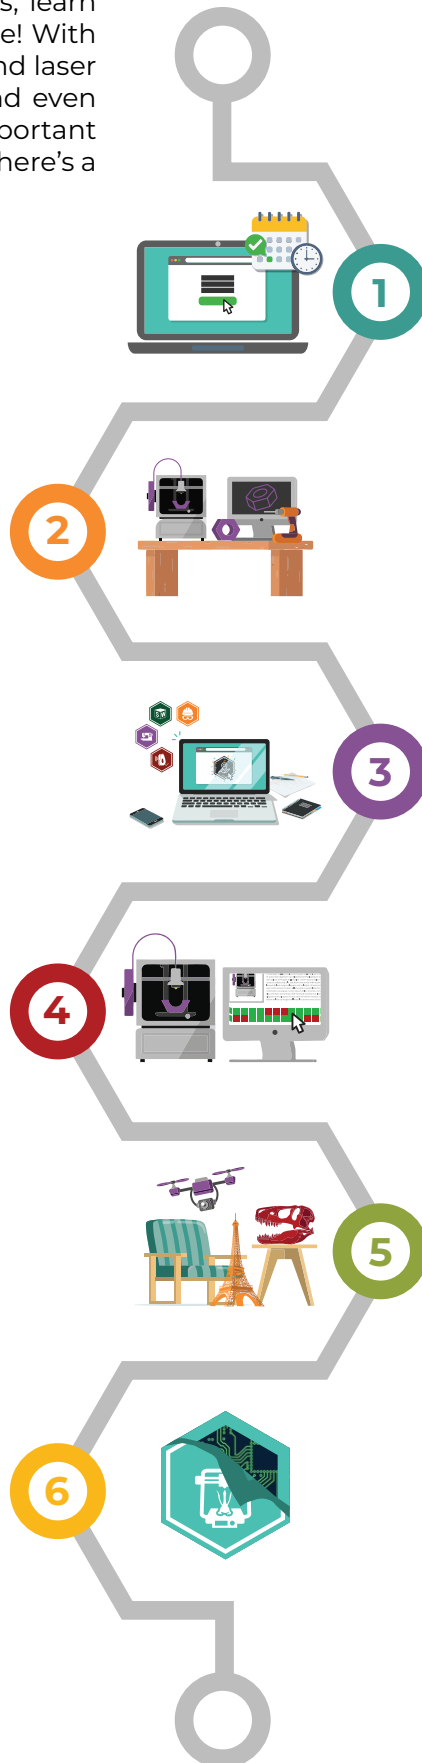 s, learn
e! With
nd laser
nd even
portant
here's a
1
2
3
4
5
6